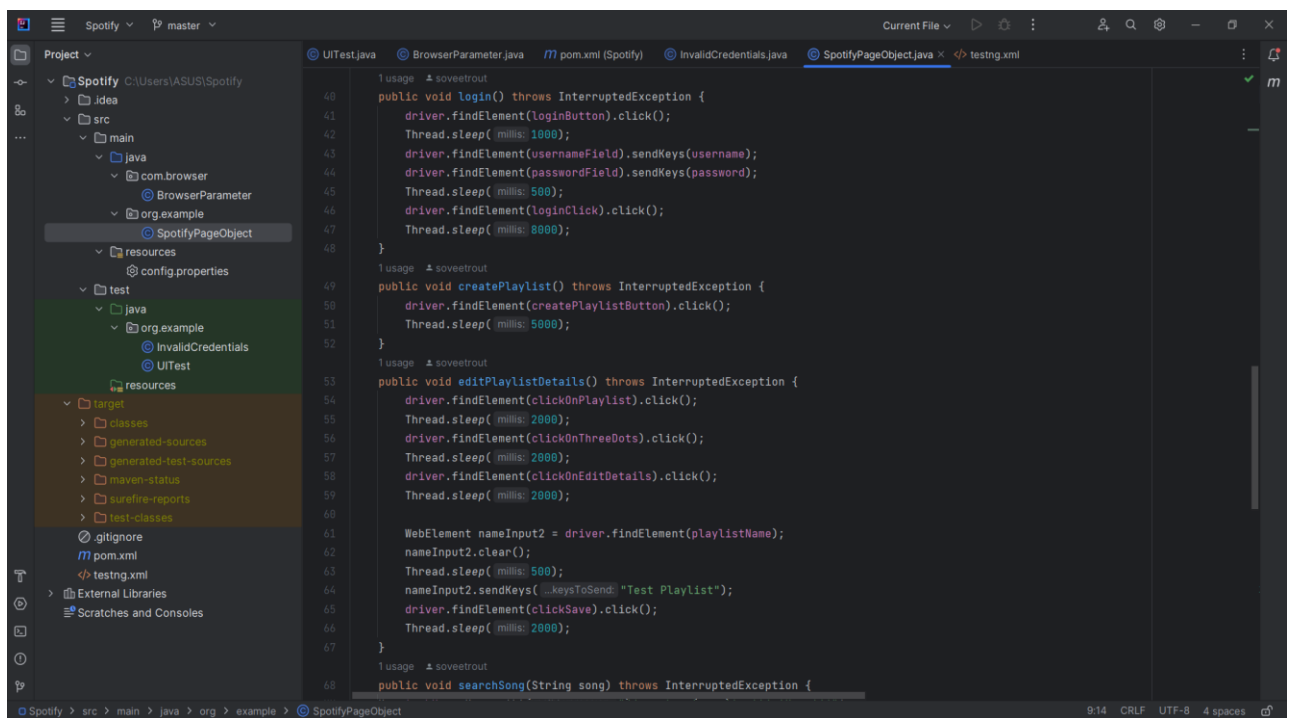 Spotify master Current File
Project
UITest.java BrowserParameter.java pom.xml (Spotify) InvalidCredentials.java SpotifyPageObject.java testng.xml
Spotify C:\Users\ASUS\Spotify
.idea
src
main
java
com.browser
BrowserParameter
org.example
SpotifyPageObject
resources
config.properties
test
java
org.example
InvalidCredentials
UITest
resources
target
classes
generated-sources
generated-test-sources
maven-status
surefire-reports
test-classes
.gitignore
pom.xml
testng.xml
External Libraries
Scratches and Consoles
1 usage soveetrout
40 public void login() throws InterruptedException {
41 driver.findElement(loginButton).click();
42 Thread.sleep( millis: 1000);
43 driver.findElement(usernameField).sendKeys(username);
44 driver.findElement(passwordField).sendKeys(password);
45 Thread.sleep( millis: 500);
46 driver.findElement(loginClick).click();
47 Thread.sleep( millis: 8000);
48 }
1 usage soveetrout
49 public void createPlaylist() throws InterruptedException {
50 driver.findElement(createPlaylistButton).click();
51 Thread.sleep( millis: 5000);
52 }
1 usage soveetrout
53 public void editPlaylistDetails() throws InterruptedException {
54 driver.findElement(clickOnPlaylist).click();
55 Thread.sleep( millis: 2000);
56 driver.findElement(clickOnThreeDots).click();
57 Thread.sleep( millis: 2000);
58 driver.findElement(clickOnEditDetails).click();
59 Thread.sleep( millis: 2000);
60
61 WebElement nameInput2 = driver.findElement(playlistName);
62 nameInput2.clear();
63 Thread.sleep( millis: 500);
64 nameInput2.sendKeys( ...keysToSend: "Test Playlist");
65 driver.findElement(clickSave).click();
66 Thread.sleep( millis: 2000);
67 }
1 usage soveetrout
68 public void searchSong(String song) throws InterruptedException {
Spotify > src > main > java > org > example > SpotifyPageObject 9:14 CRLF UTF-8 4 spaces